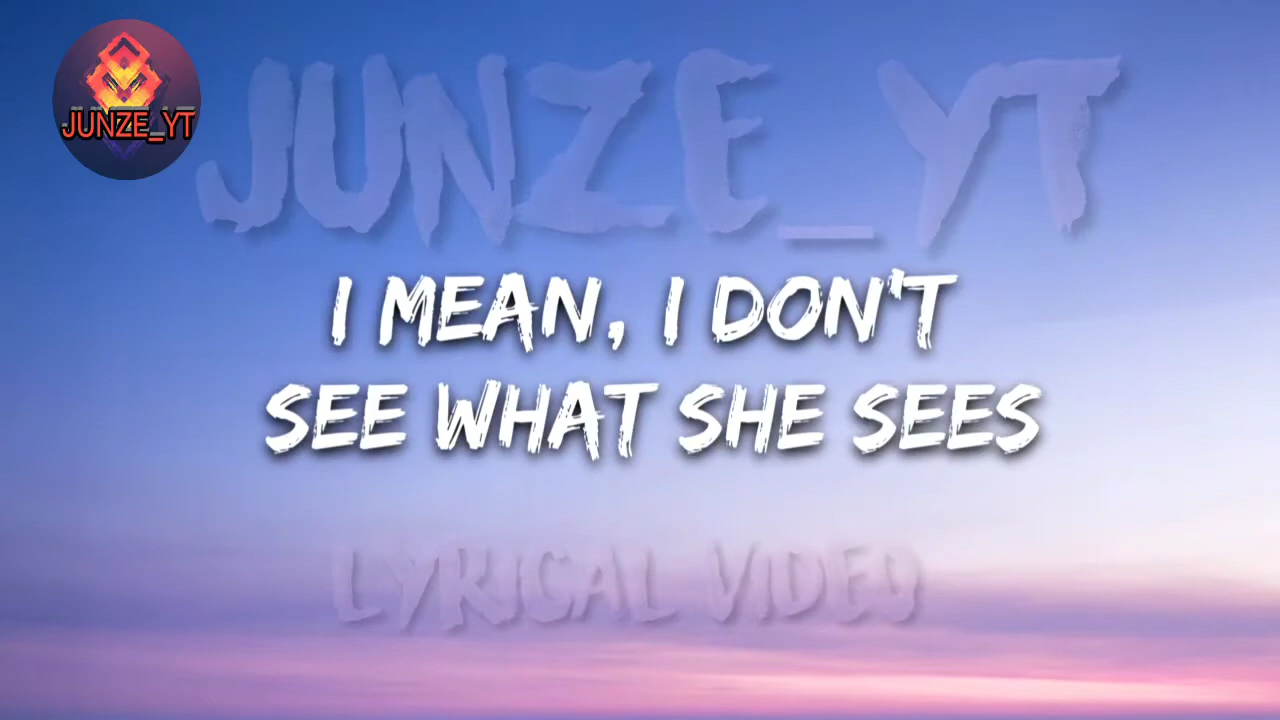 JUNZE_YT
JUNZE_YT
I MEAN, I DON'T
SEE WHAT SHE SEES
LYRICAL VIDEO